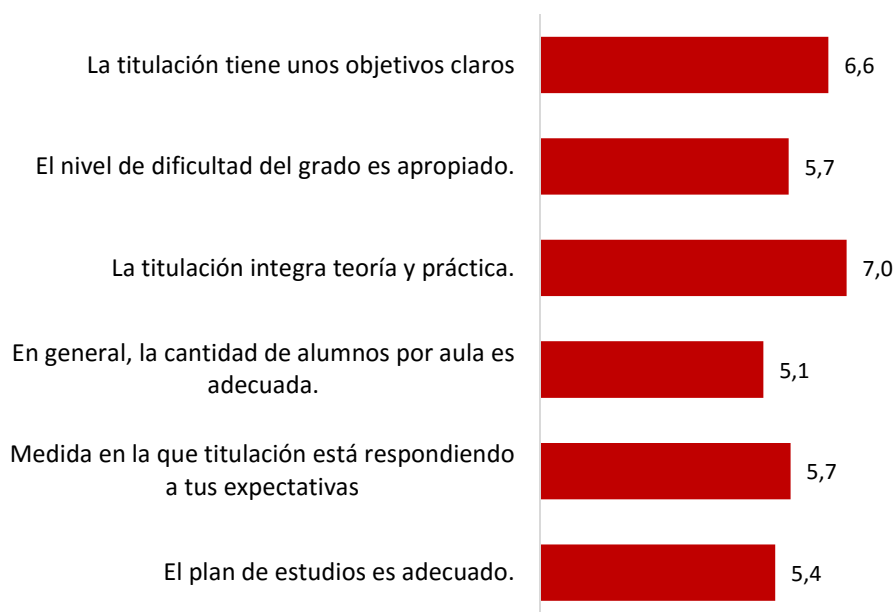 La titulación tiene unos objetivos claros
6,6
El nivel de dificultad del grado es apropiado.
5,7
La titulación integra teoría y práctica.
7,0
En general, la cantidad de alumnos por aula es
adecuada.
5,1
Medida en la que titulación está respondiendo
a tus expectativas
5,7
El plan de estudios es adecuado.
5,4